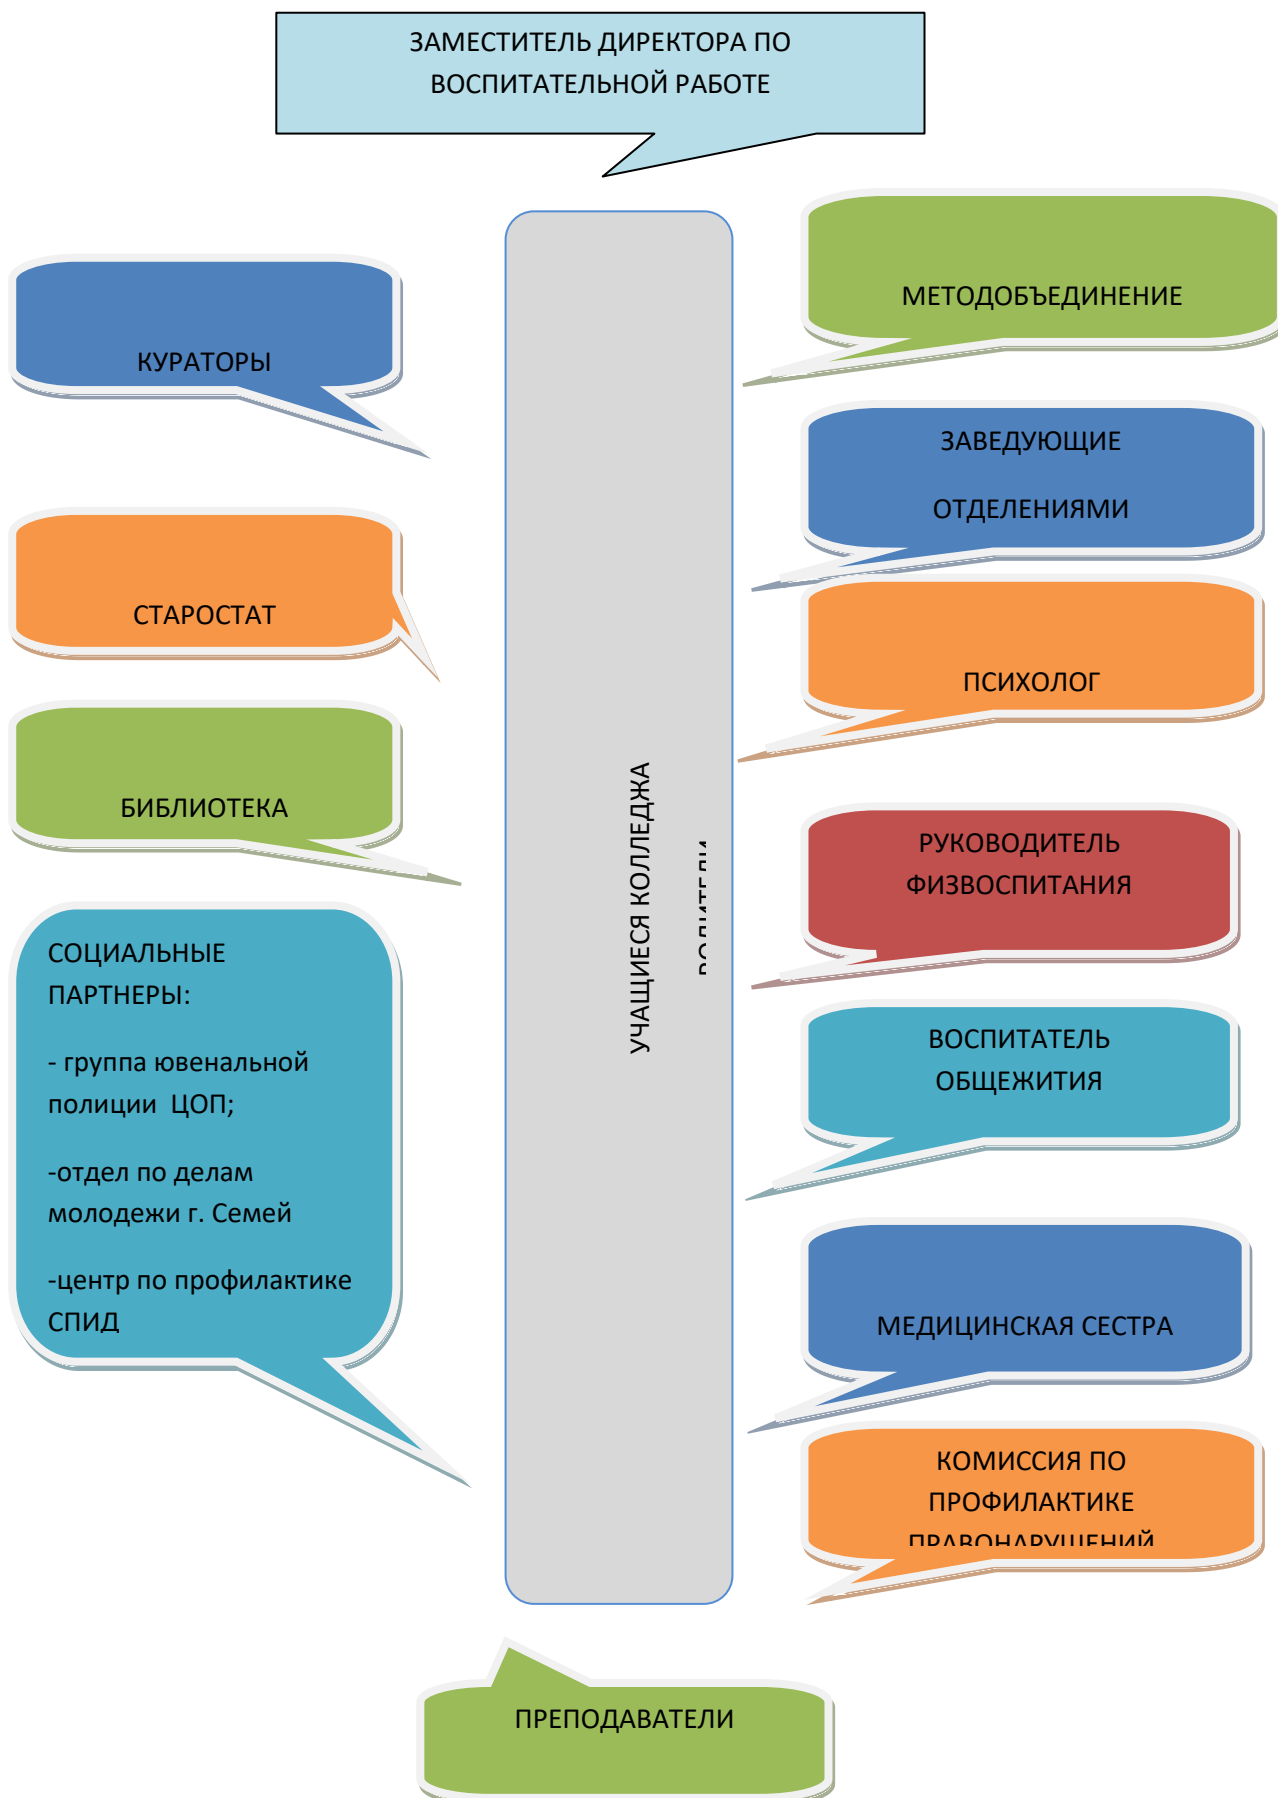 ЗАМЕСТИТЕЛЬ ДИРЕКТОРА ПО
ВОСПИТАТЕЛЬНОЙ РАБОТЕ
КУРАТОРЫ
СТАРОСТАТ
БИБЛИОТЕКА
СОЦИАЛЬНЫЕ
ПАРТНЕРЫ:
- группа ювенальной
полиции ЦОП;
-отдел по делам
молодежи г. Семей
-центр по профилактике
СПИД
УЧАЩИЕСЯ КОЛЛЕДЖА
РОДИТЕЛИ
МЕТОДОБЪЕДИНЕНИЕ
ЗАВЕДУЮЩИЕ
ОТДЕЛЕНИЯМИ
ПСИХОЛОГ
РУКОВОДИТЕЛЬ
ФИЗВОСПИТАНИЯ
ВОСПИТАТЕЛЬ
ОБЩЕЖИТИЯ
МЕДИЦИНСКАЯ СЕСТРА
КОМИССИЯ ПО
ПРОФИЛАКТИКЕ
ПРАВОНАРУШЕНИЙ
ПРЕПОДАВАТЕЛИ